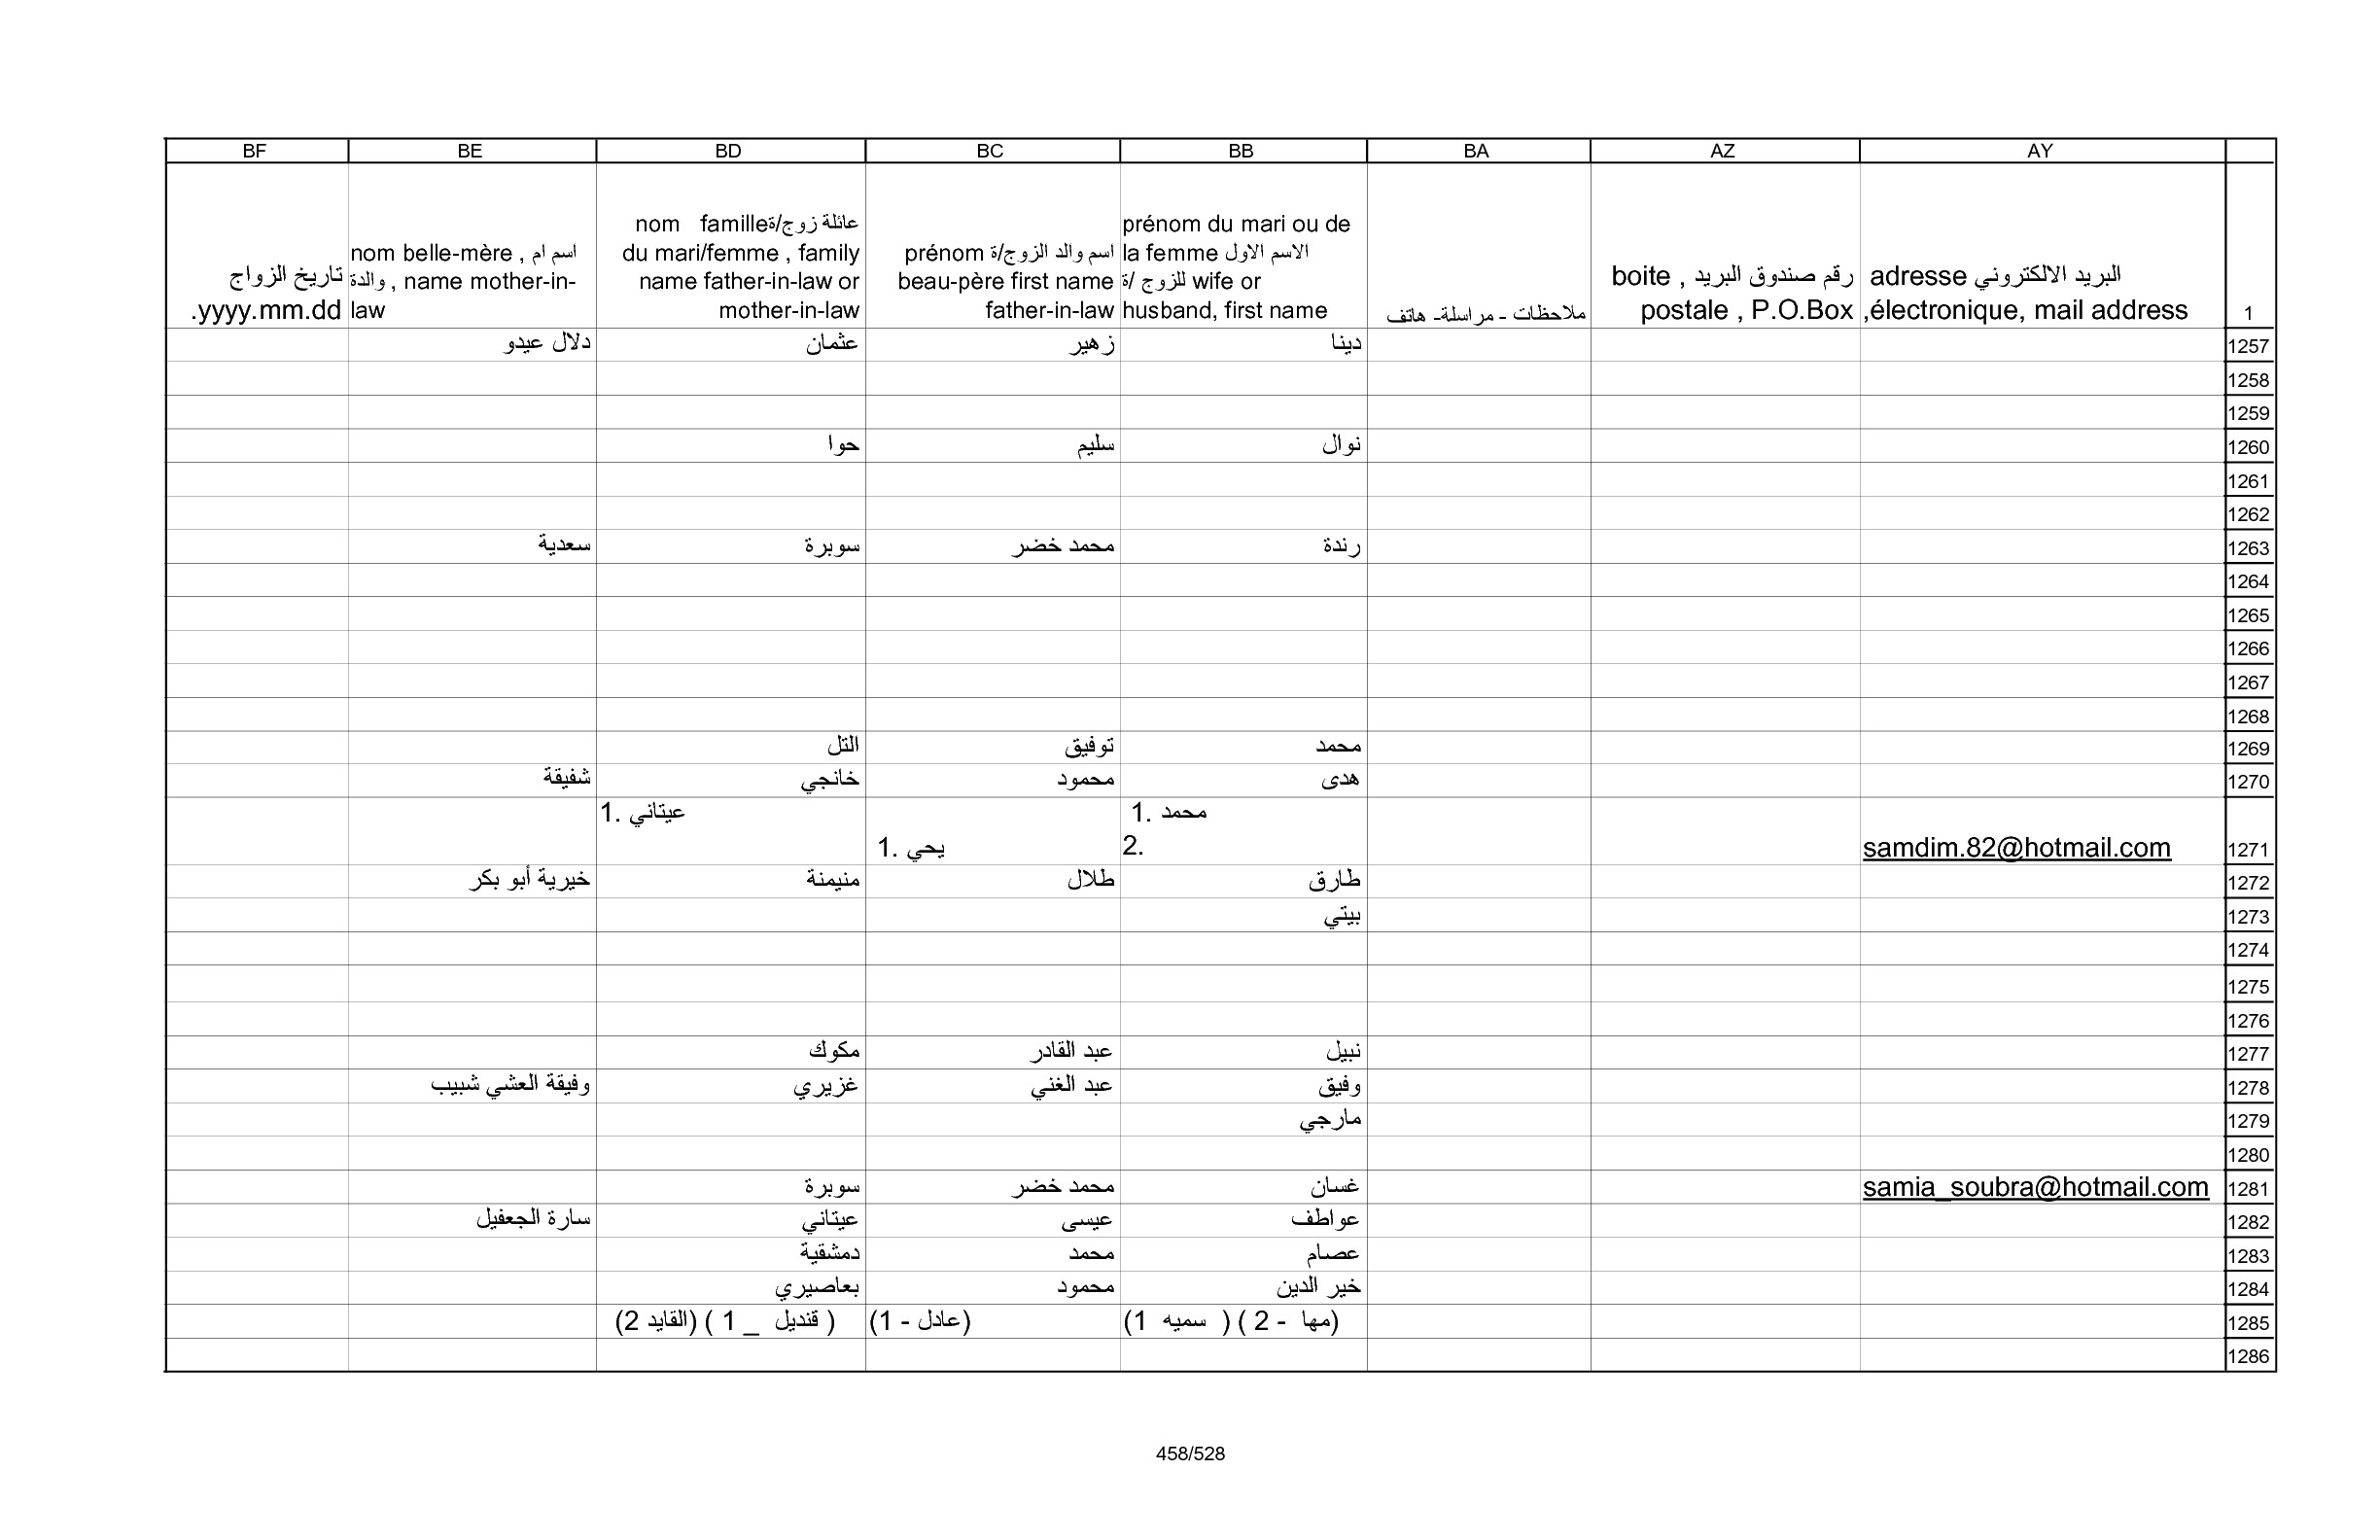 AY AZ BA BB BC BD BE BF
1
البريد الالكتروني adresse
électronique, mail address,
رقم صندوق البريد , boite
postale , P.O.Box
ملاحظات - مراسلة- هاتف
prénom du mari ou de
la femme الاسم الاول
للزوج /ة wife or
husband, first name
اسم والد الزوج/ة prénom
beau-père first name
father-in-law
عائلة زوج/ة nom famille
du mari/femme , family
name father-in-law or
mother-in-law
nom belle-mère , اسم ام
والدة , name mother-in-
law
تاريخ الزواج
yyyy.mm.dd.
1257 دينا زهير عثمان دلال عيدو
1258
1259
1260 نوال سليم حوا
1261
1262
1263 رندة محمد خضر سوبرة سعدية
1264
1265
1266
1267
1268
1269 محمد توفيق التل
1270 هدى محمود خانجي شفيقة
1. محمد 1. عيتاني
1271 samdim.82@hotmail.com 2. 1. يحي
1272 طارق طلال منيمنة خيرية أبو بكر
1273 بيتي
1274
1275
1276
1277 نبيل عبد القادر مكوك
1278 وفيق عبد الغني غزيري وفيقة العشي شبيب
1279 مارجي
1280
1281 samia_soubra@hotmail.com غسان محمد خضر سوبرة
1282 عواطف عيسى عيتاني سارة الجعفيل
1283 عصام محمد دمشقية
1284 خير الدين محمود بعاصيري
1285 (مها - 2 ) ( سميه 1) (عادل - 1) ( قنديل _ 1 ) (القايد 2)
1286
458/528